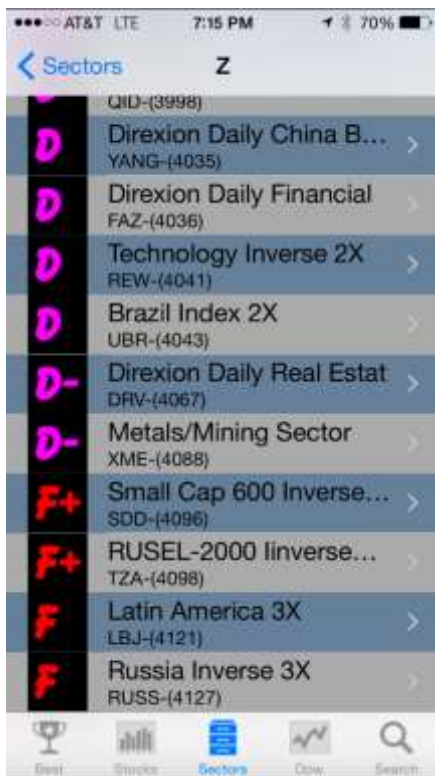 AT&T LTE 7:15 PM 70%
Sectors Z
QID-(3998)
D Direxion Daily China B...
YANG-(4035)
D Direxion Daily Financial
FAZ-(4036)
D Technology Inverse 2X
REW-(4041)
D Brazil Index 2X
UBR-(4043)
D- Direxion Daily Real Estat
DRV-(4067)
D- Metals/Mining Sector
XME-(4088)
F+ Small Cap 600 Inverse...
SDD-(4096)
F+ RUSEL-2000 Iinverse...
TZA-(4098)
F Latin America 3X
LBJ-(4121)
F Russia Inverse 3X
RUSS-(4127)
Best Stocks Sectors Dow Search